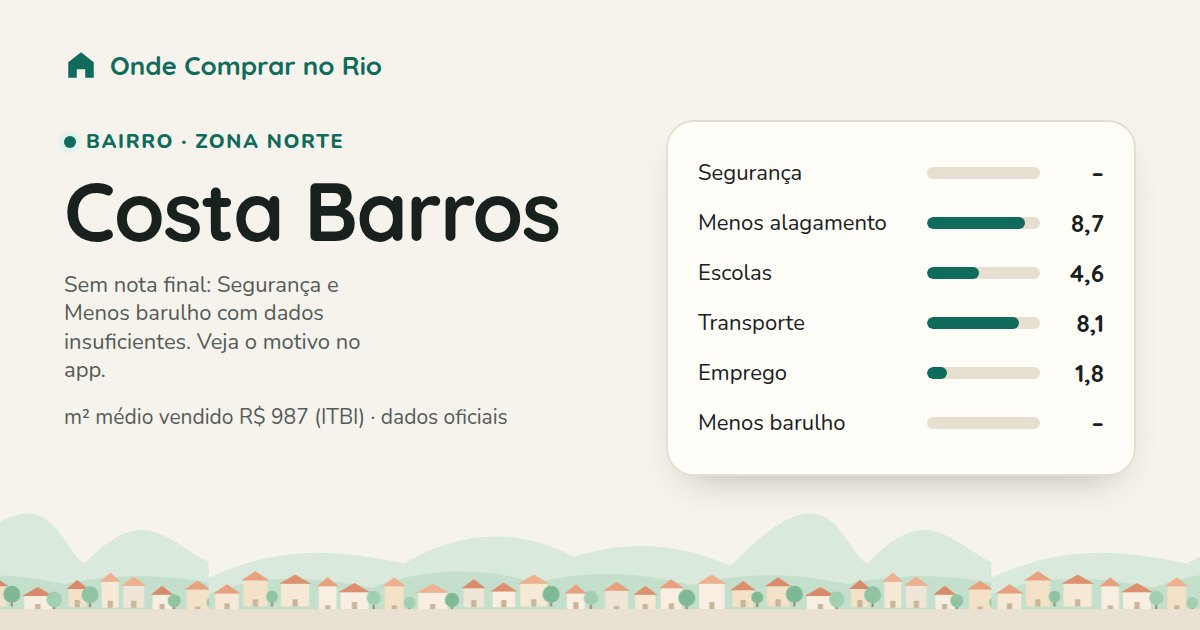 Onde Comprar no Rio
BAIRRO · ZONA NORTE
Costa Barros
Sem nota final: Segurança e
Menos barulho com dados
insuficientes. Veja o motivo no
app.
m² médio vendido R$ 987 (ITBI) · dados oficiais
Segurança –
Menos alagamento 8,7
Escolas 4,6
Transporte 8,1
Emprego 1,8
Menos barulho –